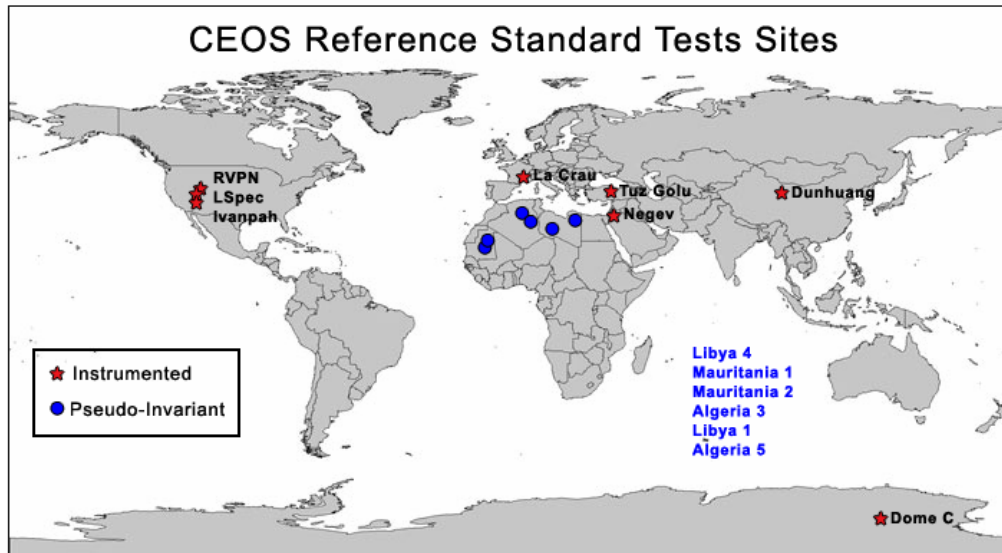 CEOS Reference Standard Tests Sites
RVPN
LSpec
Ivanpah
La Crau
Tuz Golu
Negev
Dunhuang
Instrumented
Pseudo-Invariant
Libya 4
Mauritania 1
Mauritania 2
Algeria 3
Libya 1
Algeria 5
Dome C